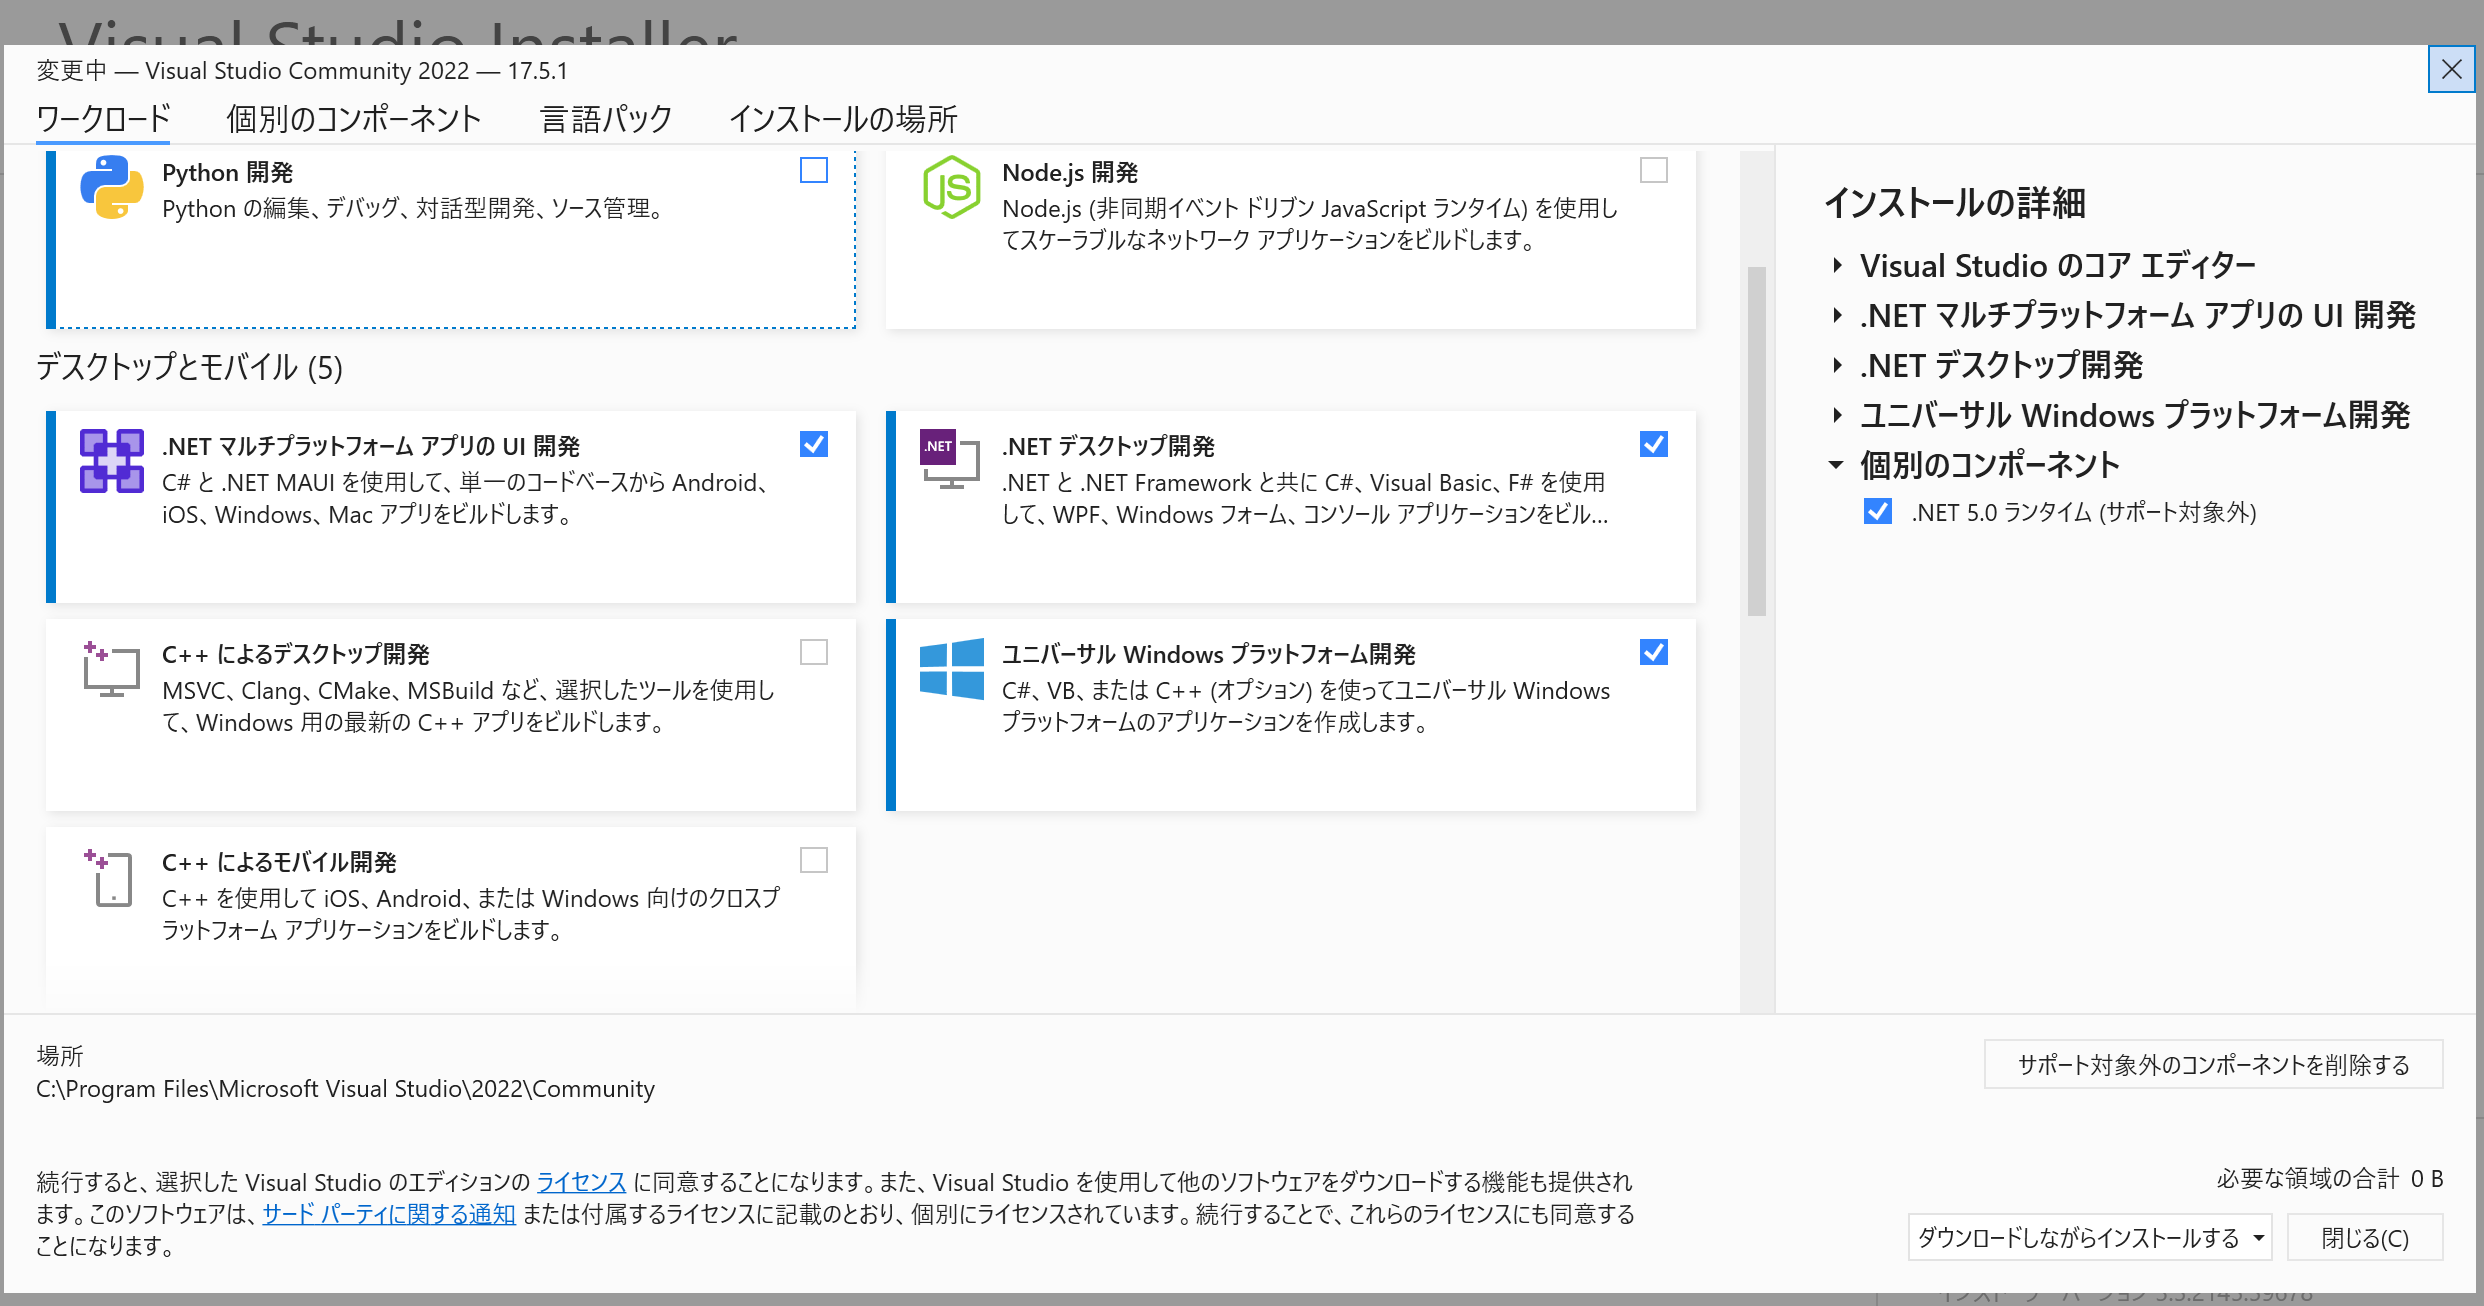 Visual Studio Installer
変更中 — Visual Studio Community 2022 — 17.5.1
ワークロード 個別のコンポーネント 言語パック インストールの場所
Python 開発
Python の編集、デバッグ、対話型開発、ソース管理。
Node.js 開発
Node.js (非同期イベント ドリブン JavaScript ランタイム) を使用し
てスケーラブルなネットワーク アプリケーションをビルドします。
デスクトップとモバイル (5)
.NET マルチプラットフォーム アプリの UI 開発
C# と .NET MAUI を使用して、単一のコードベースから Android、
iOS、Windows、Mac アプリをビルドします。
.NET
.NET デスクトップ開発
.NET と .NET Framework と共に C#、Visual Basic、F# を使用
して、WPF、Windows フォーム、コンソール アプリケーションをビル...
C++ によるデスクトップ開発
MSVC、Clang、CMake、MSBuild など、選択したツールを使用し
て、Windows 用の最新の C++ アプリをビルドします。
ユニバーサル Windows プラットフォーム開発
C#、VB、または C++ (オプション) を使ってユニバーサル Windows
プラットフォームのアプリケーションを作成します。
C++ によるモバイル開発
C++ を使用して iOS、Android、または Windows 向けのクロスプ
ラットフォーム アプリケーションをビルドします。
インストールの詳細
Visual Studio のコア エディター
.NET マルチプラットフォーム アプリの UI 開発
.NET デスクトップ開発
ユニバーサル Windows プラットフォーム開発
個別のコンポーネント
.NET 5.0 ランタイム (サポート対象外)
場所
C:\Program Files\Microsoft Visual Studio\2022\Community
サポート対象外のコンポーネントを削除する
続行すると、選択した Visual Studio のエディションの ライセンス に同意することになります。また、Visual Studio を使用して他のソフトウェアをダウンロードする機能も提供され
ます。このソフトウェアは、サード パーティに関する通知 または付属するライセンスに記載のとおり、個別にライセンスされています。続行することで、これらのライセンスにも同意する
ことになります。
必要な領域の合計 0 B
ダウンロードしながらインストールする 閉じる(C)